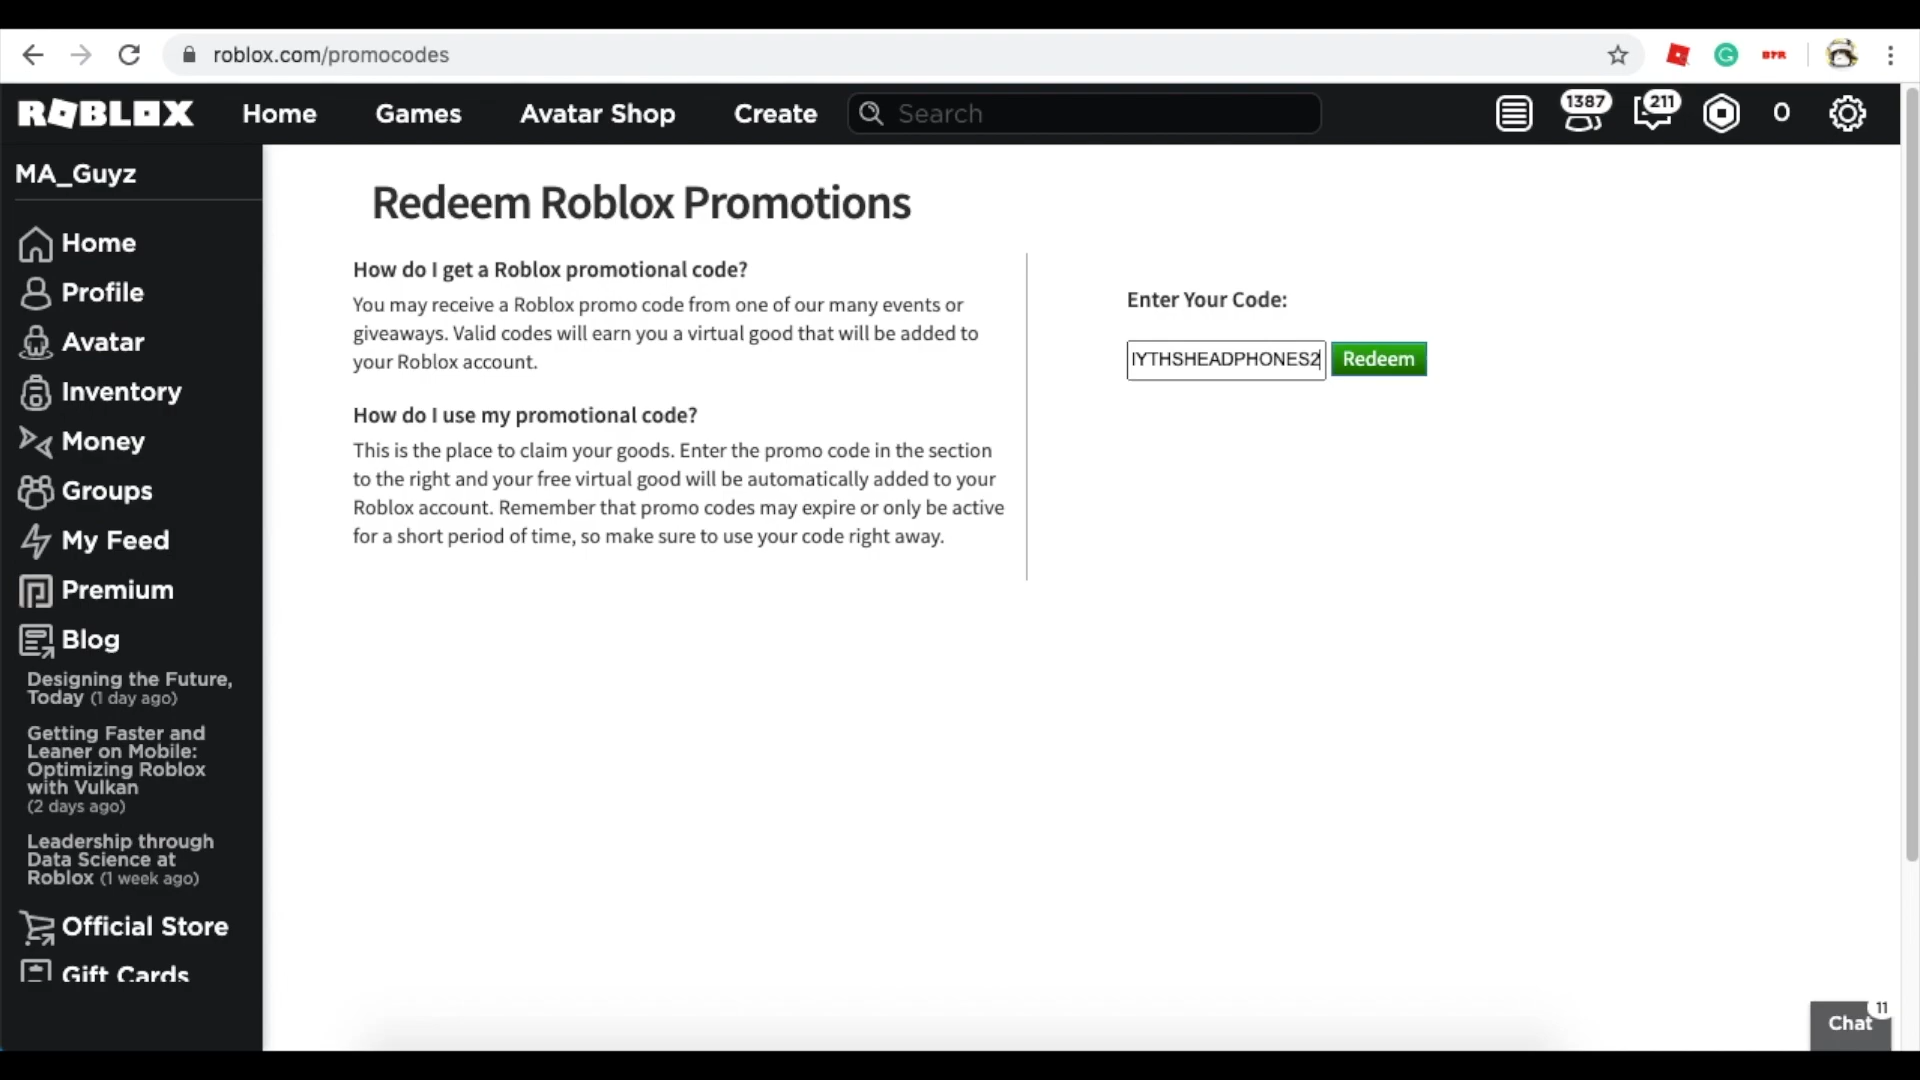 roblox.com/promocodes
ROBLOX Home Games Avatar Shop Create Search 1387 211 0
MA_Guyz
Home
Profile
Avatar
Inventory
Money
Groups
My Feed
Premium
Blog
Designing the Future,
Today (1 day ago)
Getting Faster and
Leaner on Mobile:
Optimizing Roblox
with Vulkan
(2 days ago)
Leadership through
Data Science at
Roblox (1 week ago)
Official Store
Gift Cards
Redeem Roblox Promotions
How do I get a Roblox promotional code?
You may receive a Roblox promo code from one of our many events or
giveaways. Valid codes will earn you a virtual good that will be added to
your Roblox account.
How do I use my promotional code?
This is the place to claim your goods. Enter the promo code in the section
to the right and your free virtual good will be automatically added to your
Roblox account. Remember that promo codes may expire or only be active
for a short period of time, so make sure to use your code right away.
Enter Your Code:
IYTHSHEADPHONES2 Redeem
Chat 11